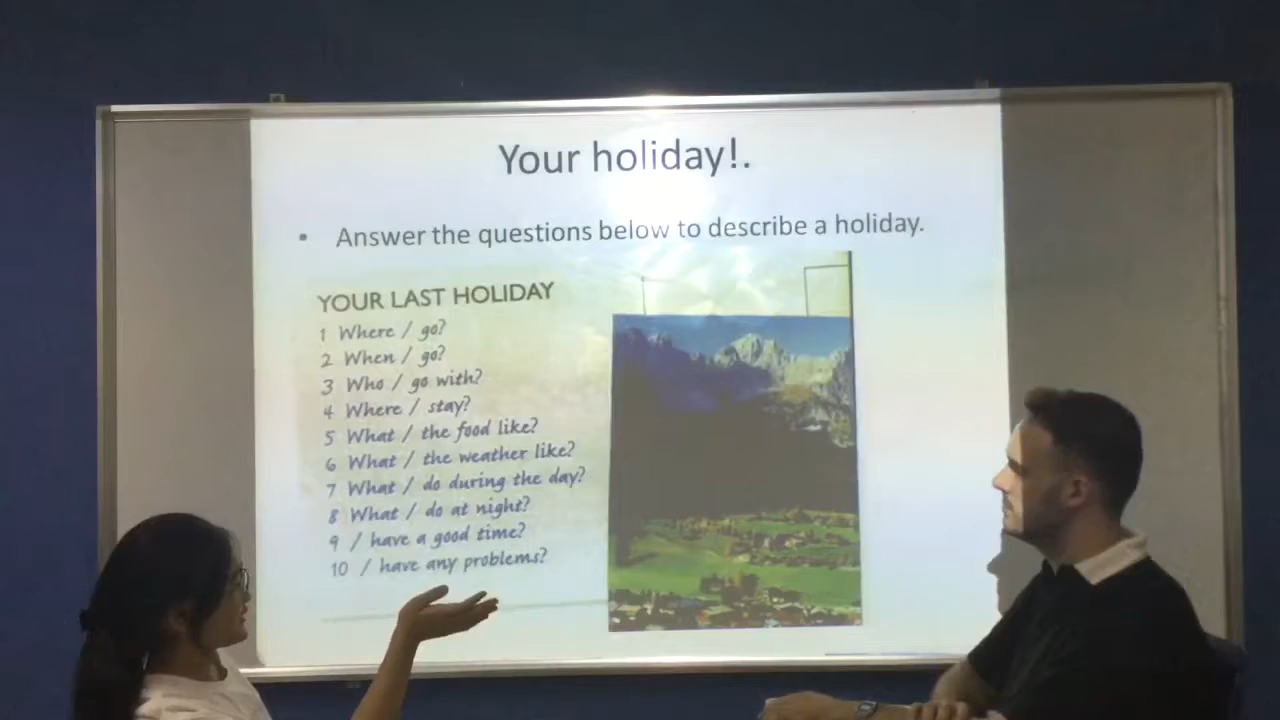 Your holiday!.
• Answer the questions below to describe a holiday.
YOUR LAST HOLIDAY
1 Where / go?
2 When / go?
3 Who / go with?
4 Where / stay?
5 What / the food like?
6 What / the weather like?
7 What / do during the day?
8 What / do at night?
9 / have a good time?
10 / have any problems?